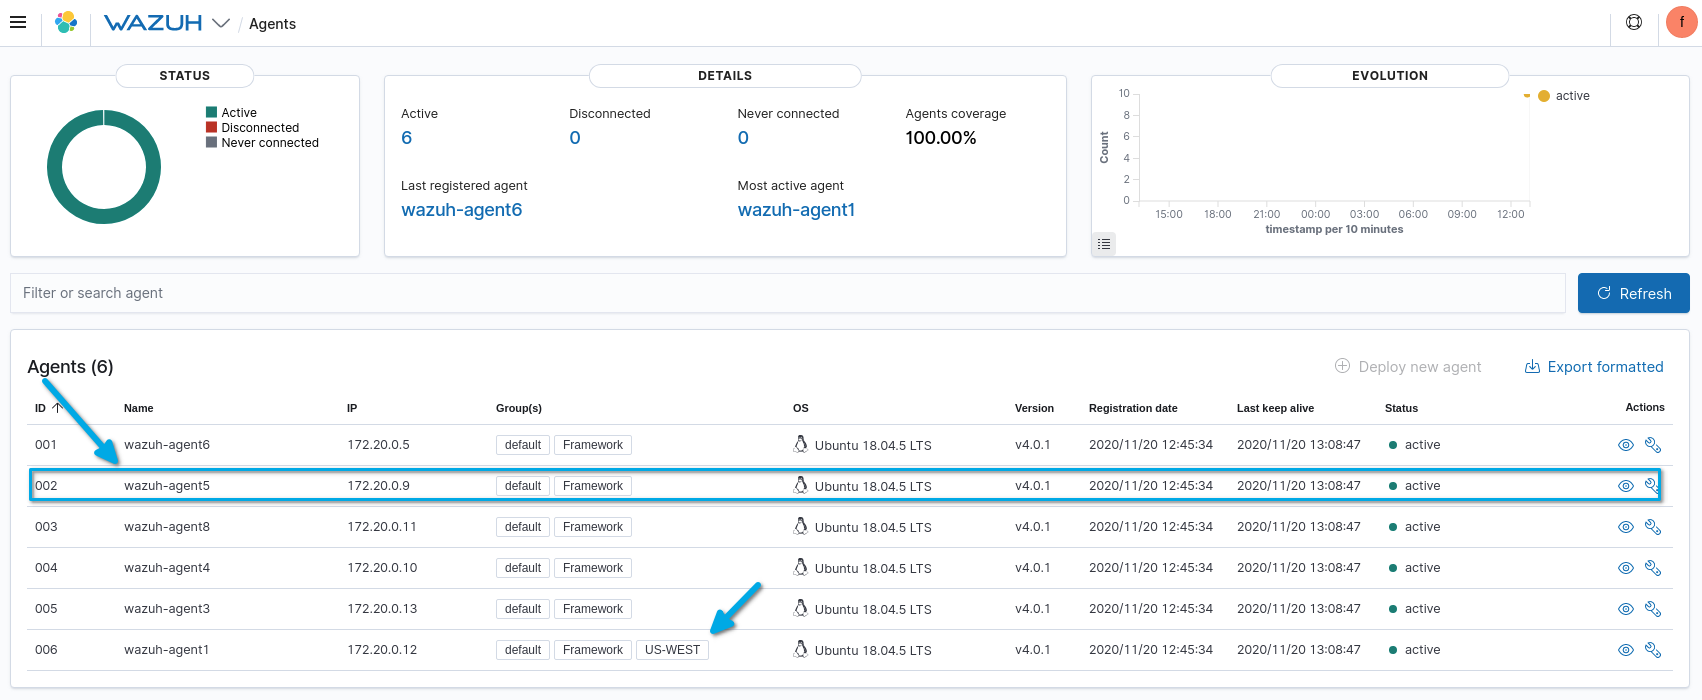 WAZUH / Agents
f
STATUS
Active
Disconnected
Never connected
DETAILS
Active Disconnected Never connected Agents coverage
6 0 0 100.00%
Last registered agent Most active agent
wazuh-agent6 wazuh-agent1
EVOLUTION
active
Count
10
8
6
4
2
0
15:00 18:00 21:00 00:00 03:00 06:00 09:00 12:00
timestamp per 10 minutes
Filter or search agent
Refresh
Agents (6)
Deploy new agent Export formatted
ID Name IP Group(s) OS Version Registration date Last keep alive Status Actions
001 wazuh-agent6 172.20.0.5 default Framework Ubuntu 18.04.5 LTS v4.0.1 2020/11/20 12:45:34 2020/11/20 13:08:47 active
002 wazuh-agent5 172.20.0.9 default Framework Ubuntu 18.04.5 LTS v4.0.1 2020/11/20 12:45:34 2020/11/20 13:08:47 active
003 wazuh-agent8 172.20.0.11 default Framework Ubuntu 18.04.5 LTS v4.0.1 2020/11/20 12:45:34 2020/11/20 13:08:47 active
004 wazuh-agent4 172.20.0.10 default Framework Ubuntu 18.04.5 LTS v4.0.1 2020/11/20 12:45:34 2020/11/20 13:08:47 active
005 wazuh-agent3 172.20.0.13 default Framework Ubuntu 18.04.5 LTS v4.0.1 2020/11/20 12:45:34 2020/11/20 13:08:47 active
006 wazuh-agent1 172.20.0.12 default Framework US-WEST Ubuntu 18.04.5 LTS v4.0.1 2020/11/20 12:45:34 2020/11/20 13:08:47 active